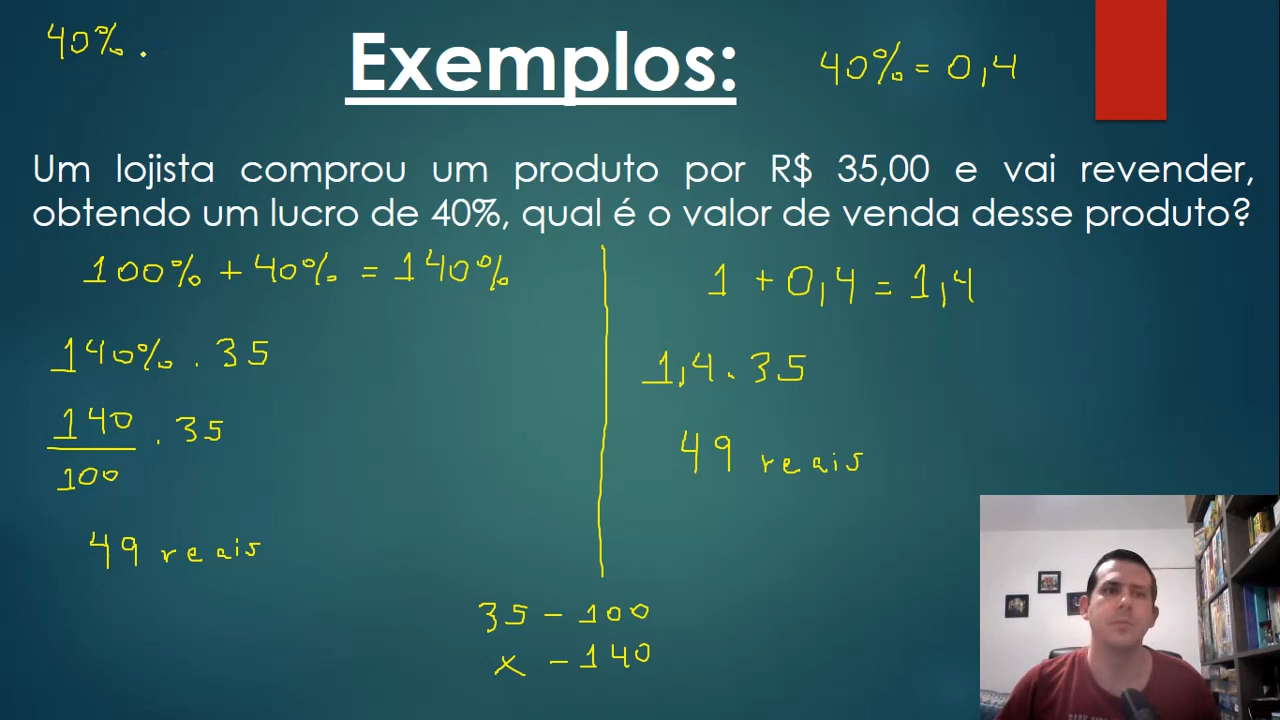 40% .
Exemplos:
40% = 0,4
Um lojista comprou um produto por R$ 35,00 e vai revender,
obtendo um lucro de 40%, qual é o valor de venda desse produto?
100% + 40% = 140%
140% . 35
140
100
. 35
49 reais
1 + 0,4 = 1,4
1,4 . 35
49 reais
35 - 100
x - 140